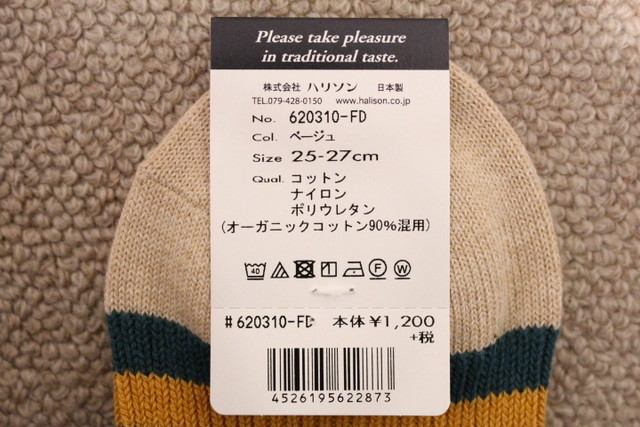 Please take pleasure
in traditional taste.
株式会社 ハリソン 日本製
TEL.079-428-0150 www.halison.co.jp
No. 620310-FD
Col. ベージュ
Size 25-27cm
Qual. コットン
ナイロン
ポリウレタン
(オーガニックコットン90%混用)
40 F W
#620310-FD 本体¥1,200
+税
4526195622873